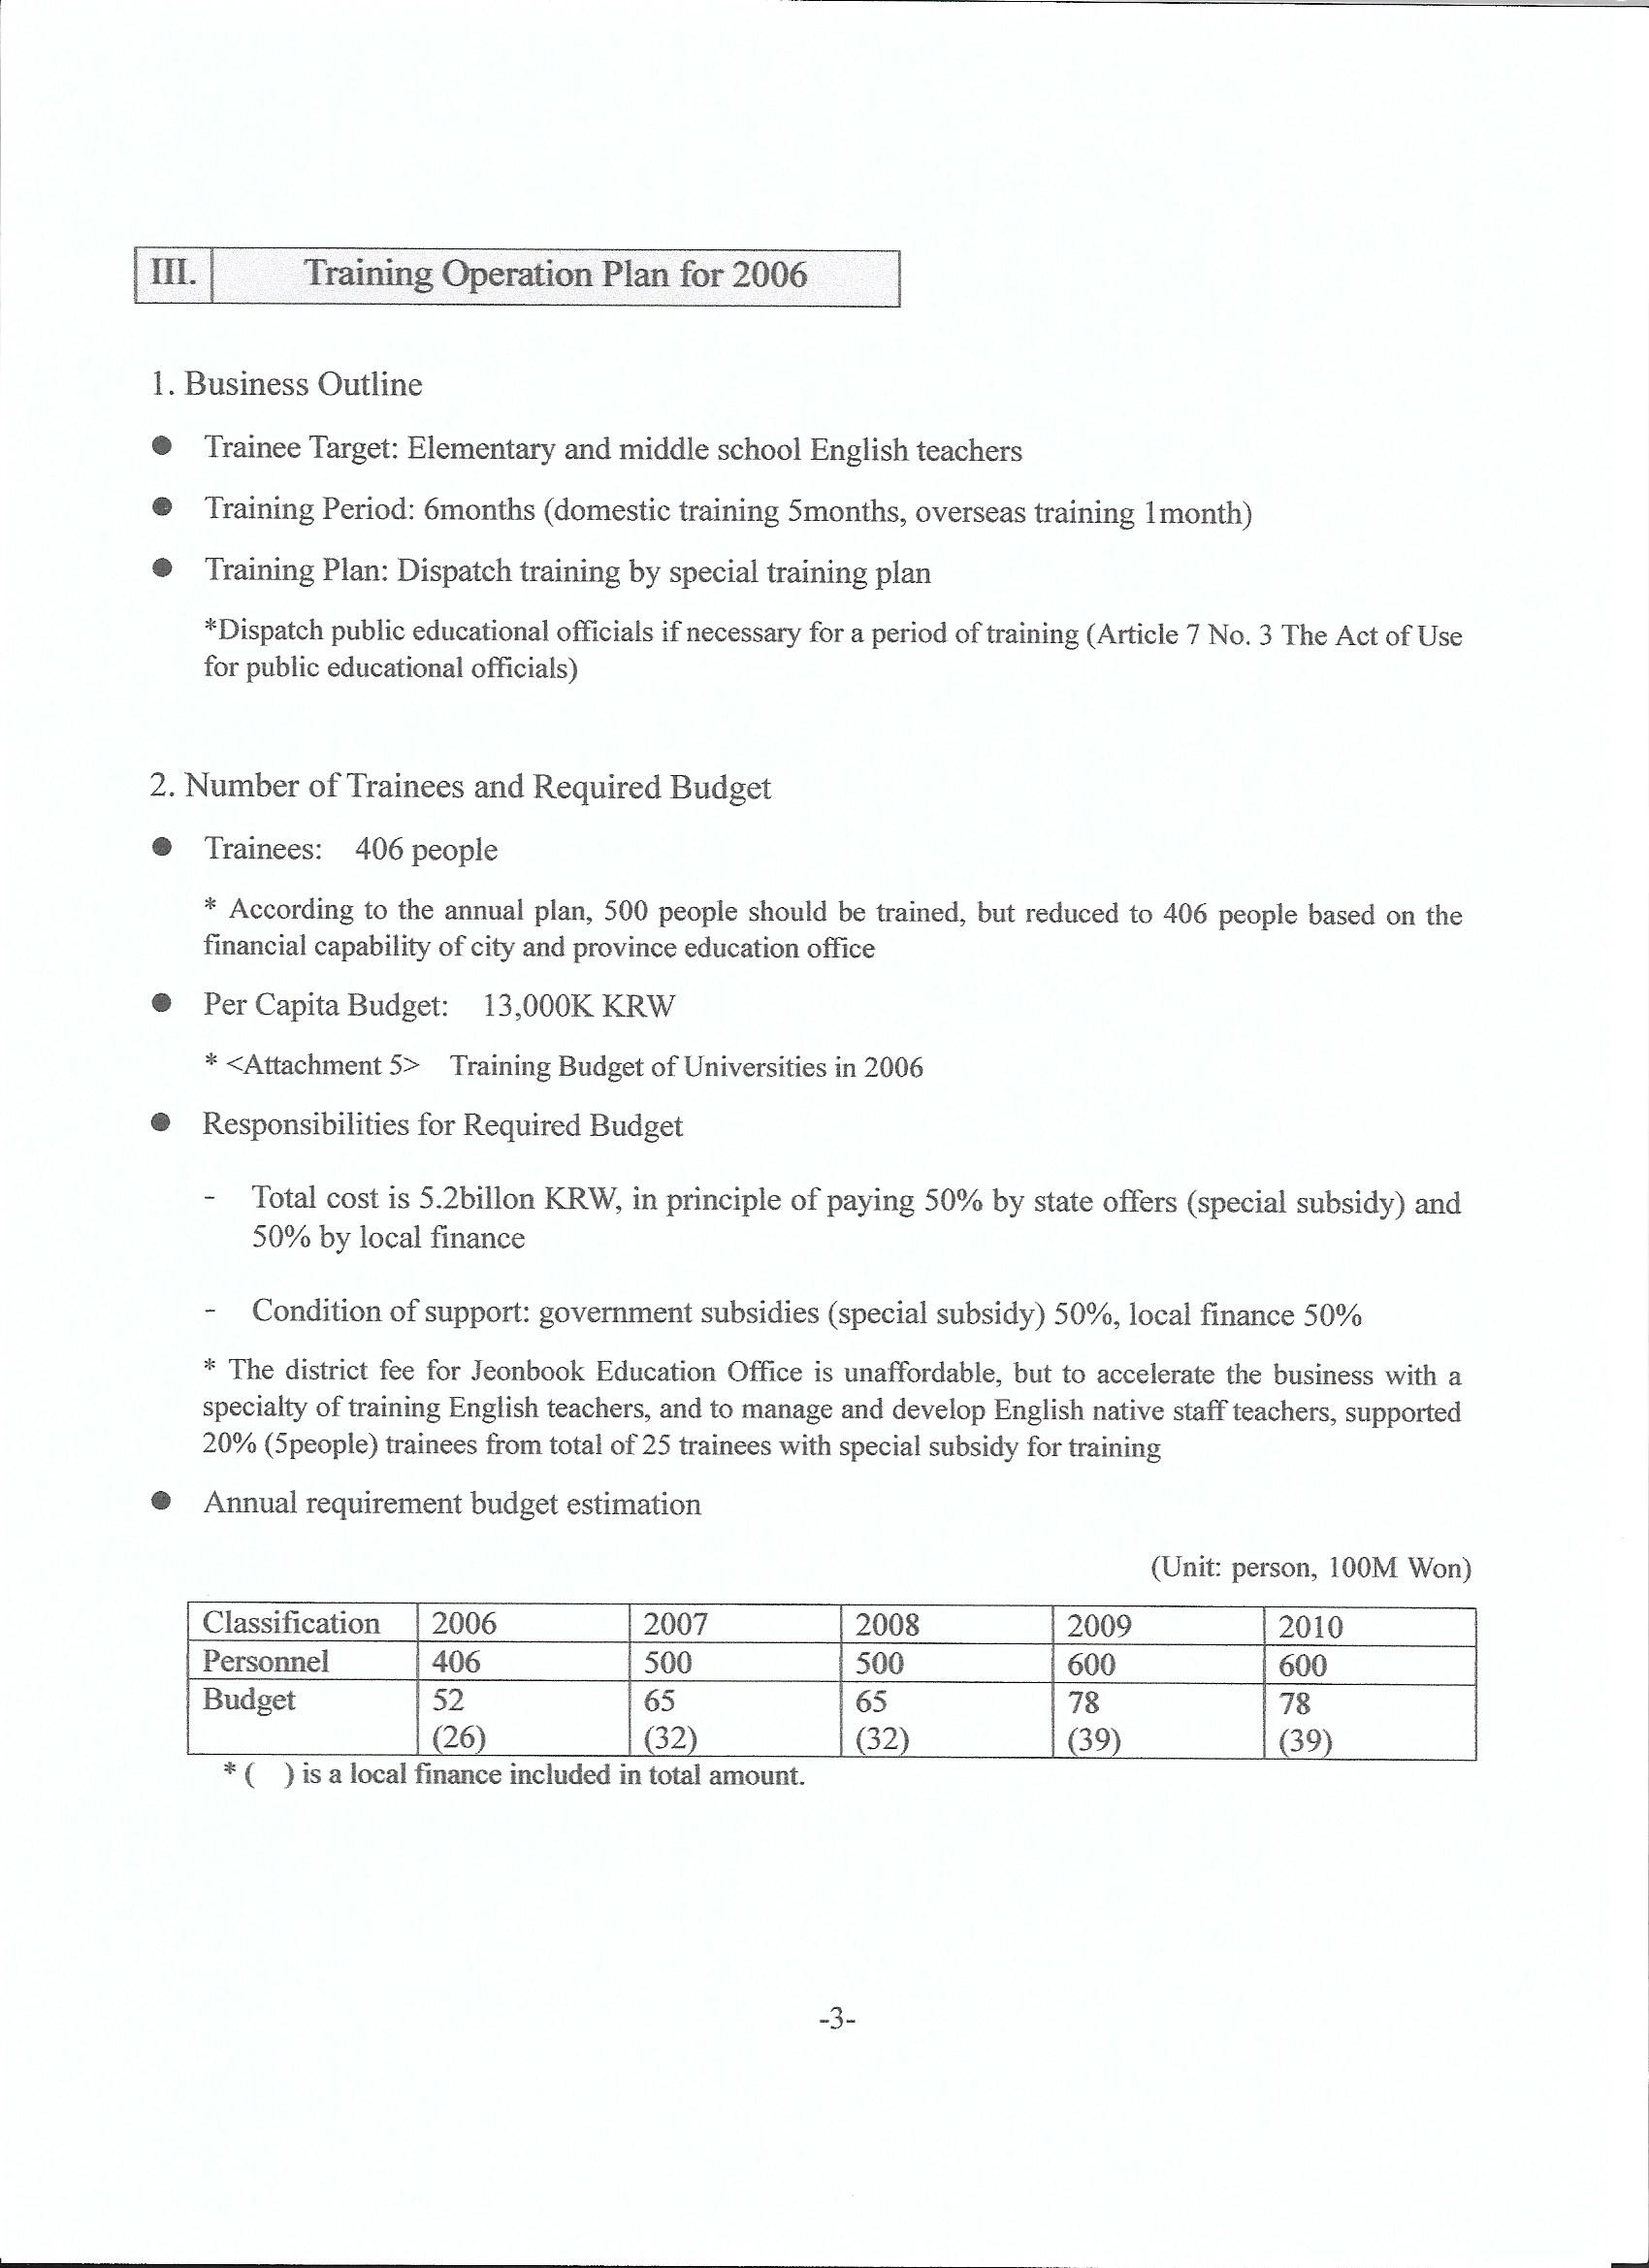 III. Training Operation Plan for 2006
1. Business Outline
● Trainee Target: Elementary and middle school English teachers
● Training Period: 6months (domestic training 5months, overseas training 1month)
● Training Plan: Dispatch training by special training plan
*Dispatch public educational officials if necessary for a period of training (Article 7 No. 3 The Act of Use
for public educational officials)
2. Number of Trainees and Required Budget
● Trainees: 406 people
* According to the annual plan, 500 people should be trained, but reduced to 406 people based on the
financial capability of city and province education office
● Per Capita Budget: 13,000K KRW
* <Attachment 5> Training Budget of Universities in 2006
● Responsibilities for Required Budget
- Total cost is 5.2billon KRW, in principle of paying 50% by state offers (special subsidy) and
50% by local finance
- Condition of support: government subsidies (special subsidy) 50%, local finance 50%
* The district fee for Jeonbook Education Office is unaffordable, but to accelerate the business with a
specialty of training English teachers, and to manage and develop English native staff teachers, supported
20% (5people) trainees from total of 25 trainees with special subsidy for training
● Annual requirement budget estimation
(Unit: person, 100M Won)
Classification 2006 2007 2008 2009 2010
Personnel 406 500 500 600 600
Budget 52 65 65 78 78
(26) (32) (32) (39) (39)
* ( ) is a local finance included in total amount.
-3-